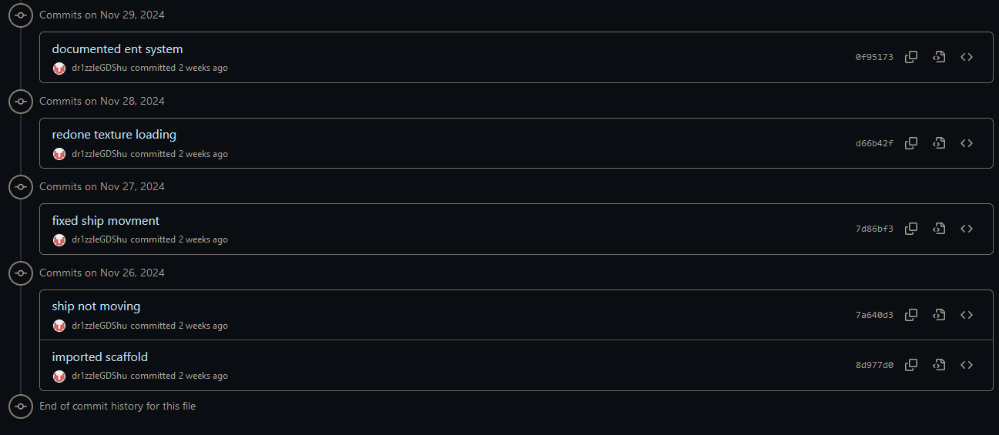 Commits on Nov 29, 2024
documented ent system
dr1zzleGDShu committed 2 weeks ago
0f95173
Commits on Nov 28, 2024
redone texture loading
dr1zzleGDShu committed 2 weeks ago
d66b42f
Commits on Nov 27, 2024
fixed ship movment
dr1zzleGDShu committed 2 weeks ago
7d86bf3
Commits on Nov 26, 2024
ship not moving
dr1zzleGDShu committed 2 weeks ago
7a640d3
imported scaffold
dr1zzleGDShu committed 2 weeks ago
8d977d0
End of commit history for this file